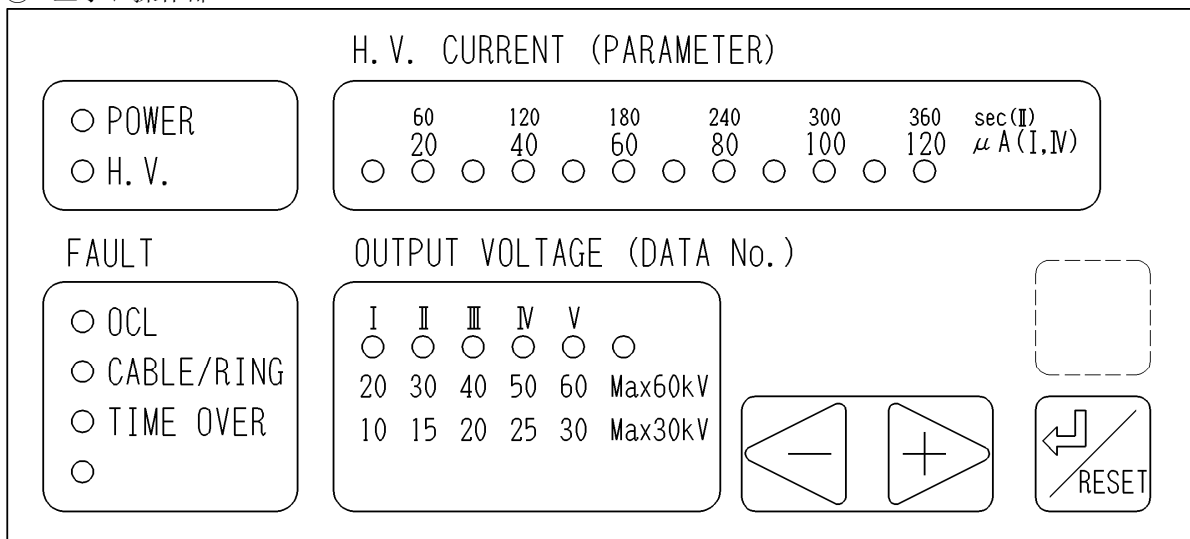 H.V. CURRENT (PARAMETER)
POWER
H.V.
60 120 180 240 300 360 sec(Ⅱ)
20 40 60 80 100 120 μA(Ⅰ,Ⅳ)
FAULT
OCL
CABLE/RING
TIME OVER
OUTPUT VOLTAGE (DATA No.)
Ⅰ Ⅱ Ⅲ Ⅳ Ⅴ
20 30 40 50 60 Max60kV
10 15 20 25 30 Max30kV
RESET